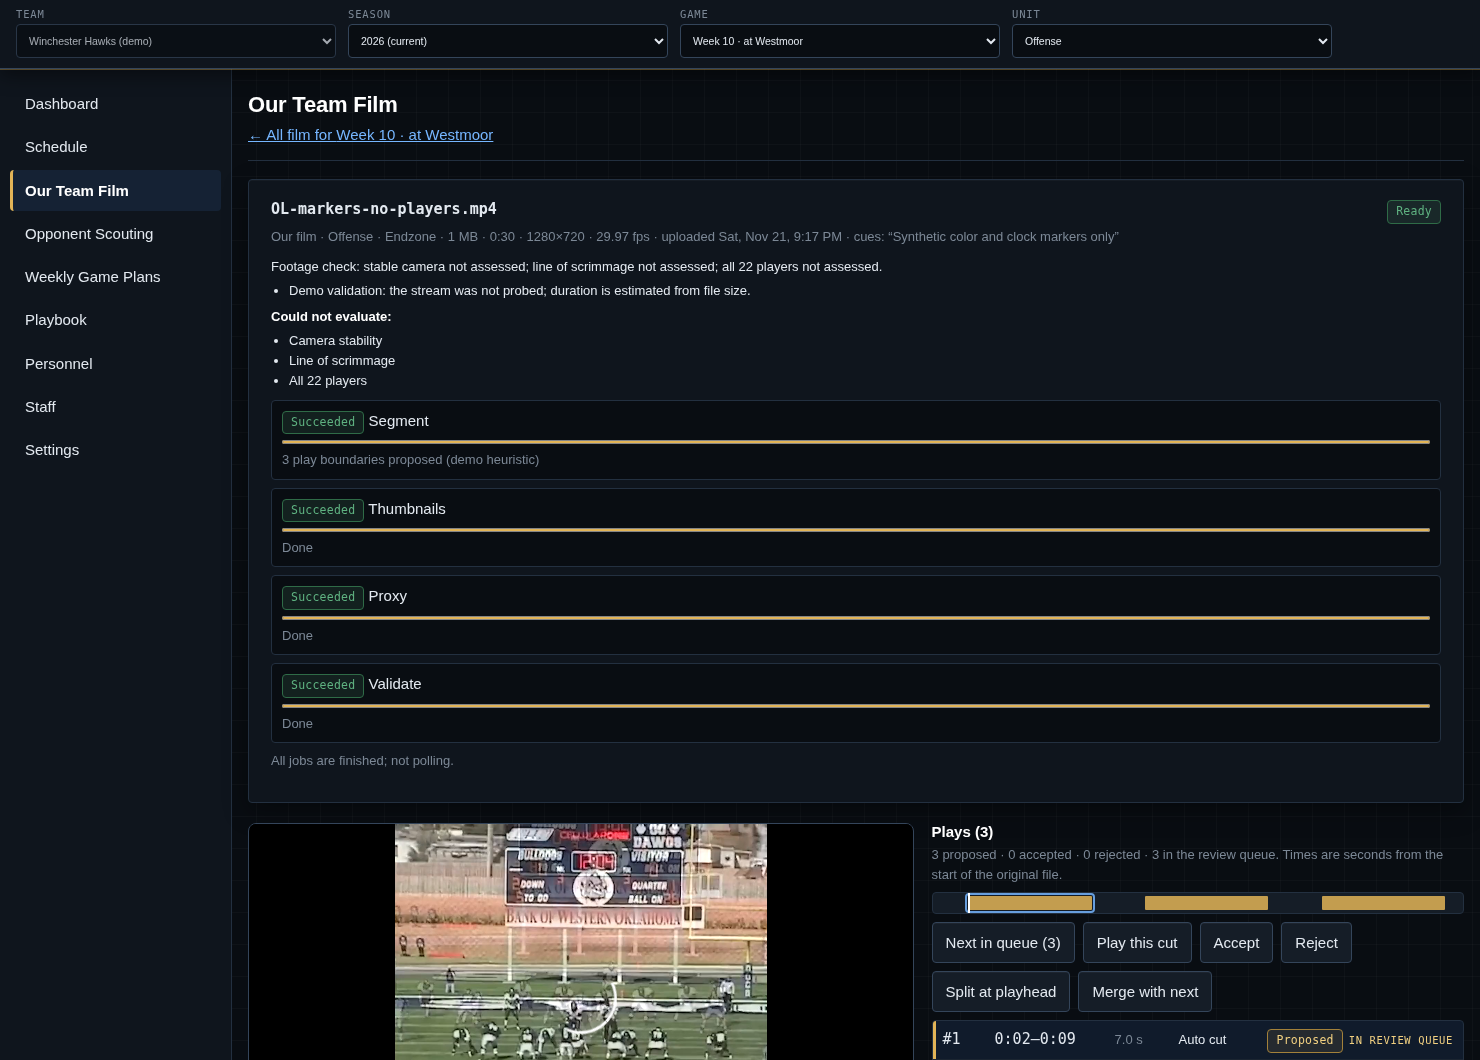 TEAM
SEASON
GAME
UNIT
Winchester Hawks (demo)
2026 (current)
Week 10 · at Westmoor
Offense
Dashboard
Schedule
Our Team Film
Opponent Scouting
Weekly Game Plans
Playbook
Personnel
Staff
Settings
Our Team Film
← All film for Week 10 · at Westmoor
OL-markers-no-players.mp4
Ready
Our film · Offense · Endzone · 1 MB · 0:30 · 1280×720 · 29.97 fps · uploaded Sat, Nov 21, 9:17 PM · cues: “Synthetic color and clock markers only”
Footage check: stable camera not assessed; line of scrimmage not assessed; all 22 players not assessed.
• Demo validation: the stream was not probed; duration is estimated from file size.
Could not evaluate:
• Camera stability
• Line of scrimmage
• All 22 players
Succeeded Segment
3 play boundaries proposed (demo heuristic)
Succeeded Thumbnails
Done
Succeeded Proxy
Done
Succeeded Validate
Done
All jobs are finished; not polling.
CELLULARONE
DAWGS
BULLDOGS
VISITOR
DOWN
QUARTER
TO GO
BALL ON
BANK OF WESTERN OKLAHOMA
Plays (3)
3 proposed · 0 accepted · 0 rejected · 3 in the review queue. Times are seconds from the
start of the original file.
Next in queue (3)
Play this cut
Accept
Reject
Split at playhead
Merge with next
#1
0:02–0:09
7.0 s
Auto cut
Proposed
IN REVIEW QUEUE